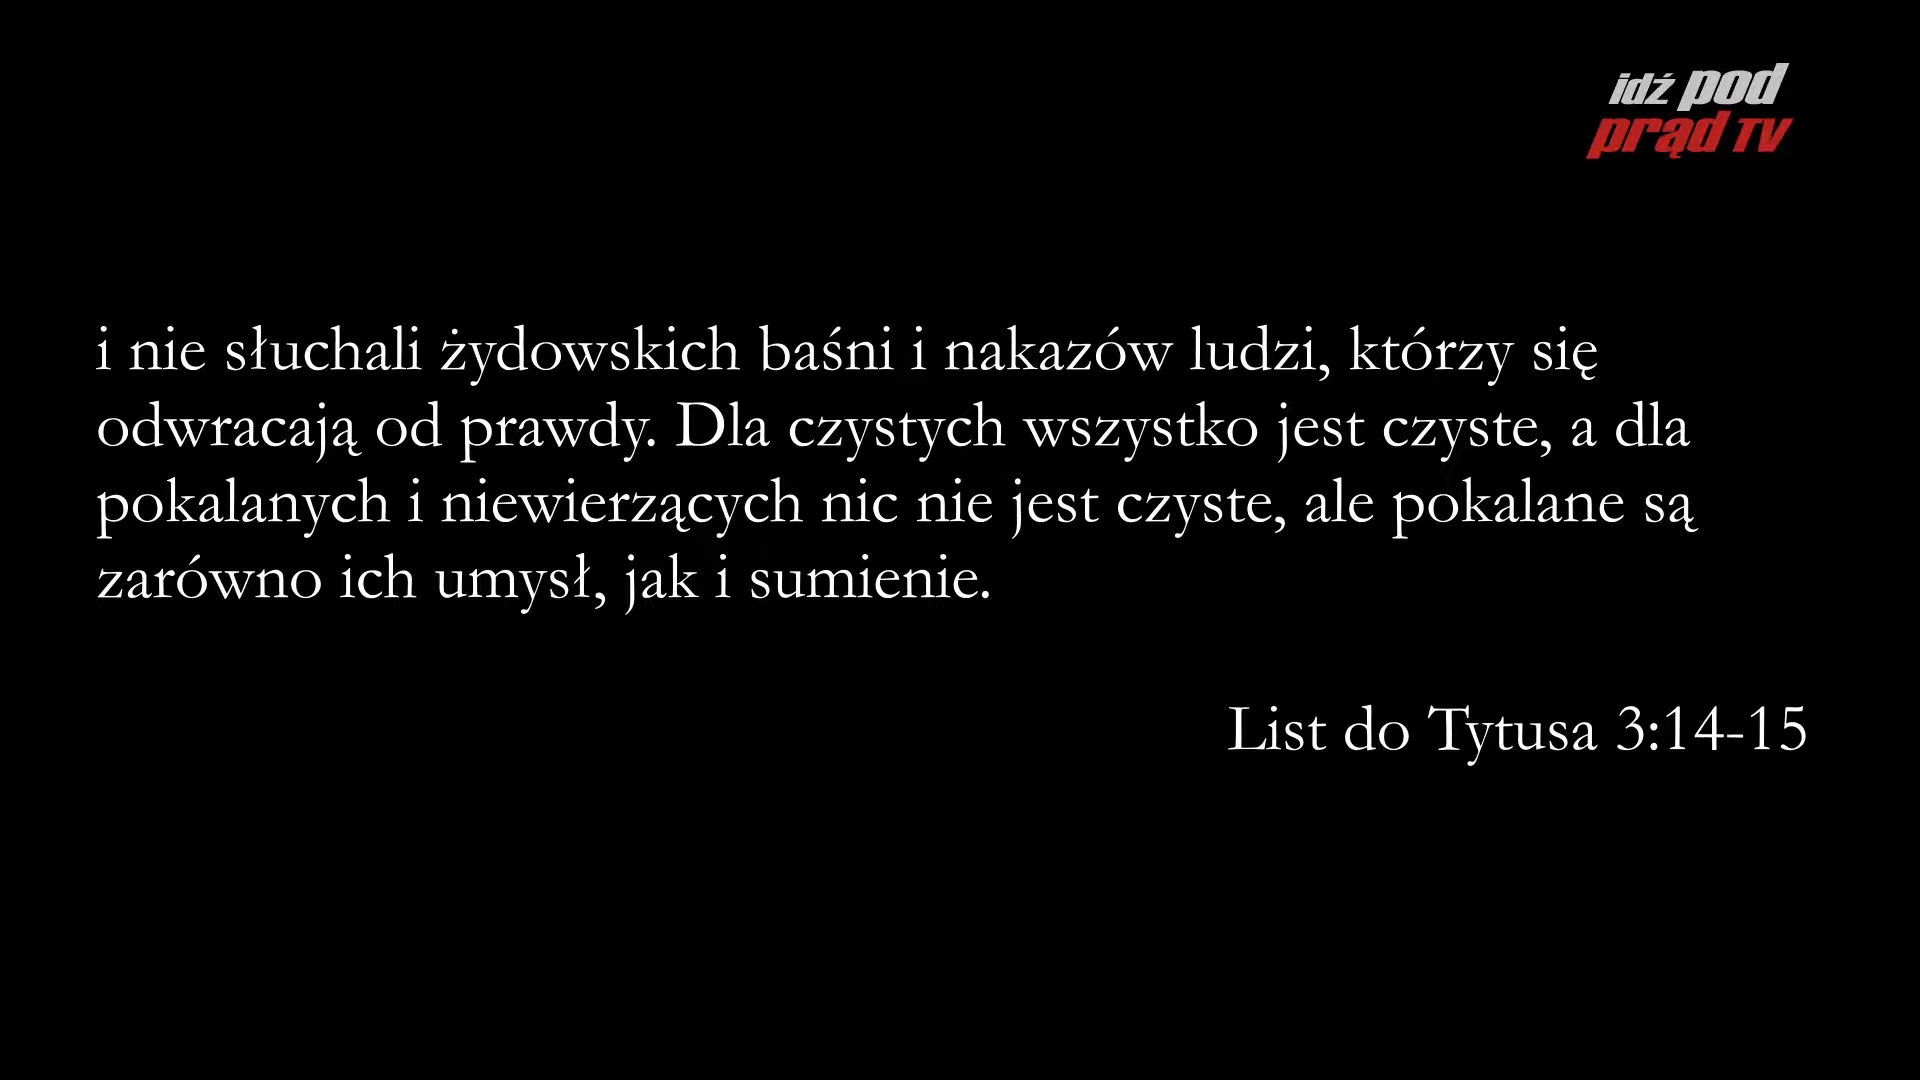 idź pod
prąd TV
i nie słuchali żydowskich baśni i nakazów ludzi, którzy się
odwracają od prawdy. Dla czystych wszystko jest czyste, a dla
pokalanych i niewierzących nic nie jest czyste, ale pokalane są
zarówno ich umysł, jak i sumienie.
List do Tytusa 3:14-15